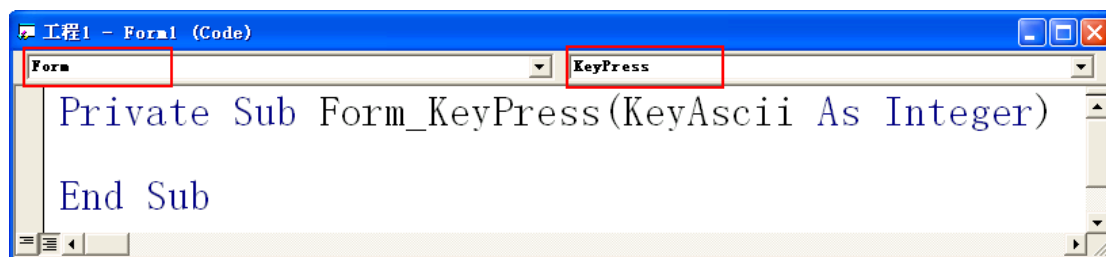 工程1 - Form1 (Code)
Form KeyPress
Private Sub Form_KeyPress(KeyAscii As Integer)
End Sub